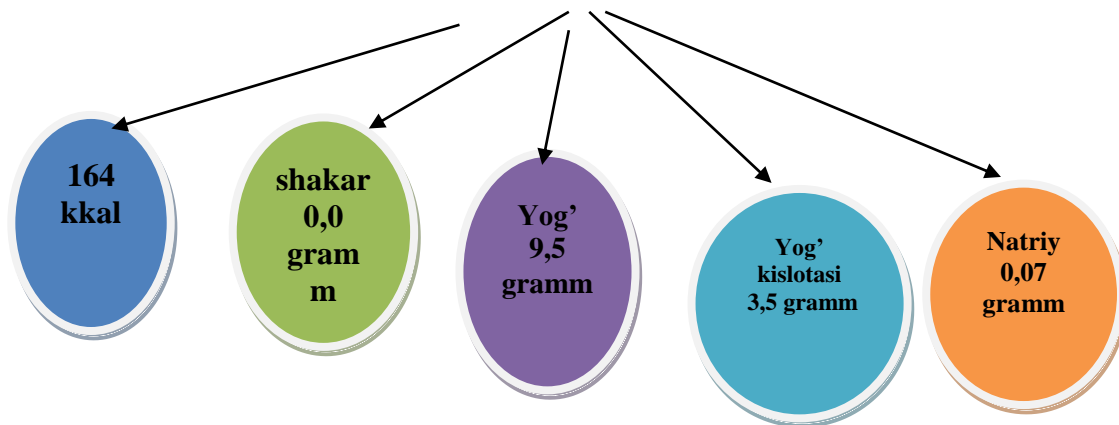 164
kkal
shakar
0,0
gram
m
Yog’
9,5
gramm
Yog’
kislotasi
3,5 gramm
Natriy
0,07
gramm